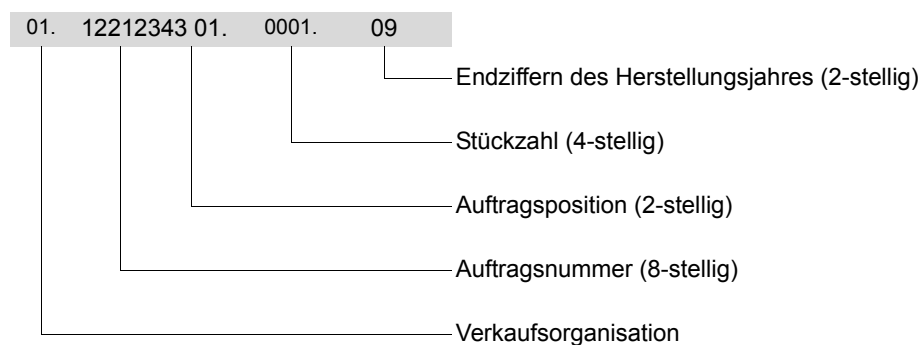 01. 12212343 01. 0001. 09
Endziffern des Herstellungsjahres (2-stellig)
Stückzahl (4-stellig)
Auftragsposition (2-stellig)
Auftragsnummer (8-stellig)
Verkaufsorganisation